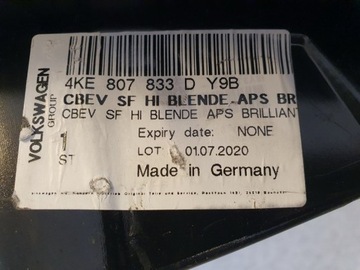 VOLKSWAGEN
GROUP
4KE 807 833 D Y9B
CBEV SF HI BLENDE APS BR
CBEV SF HI BLENDE APS BRILLIANT
Expiry date: NONE
1
ST
LOT 01.07.2020
Made in Germany